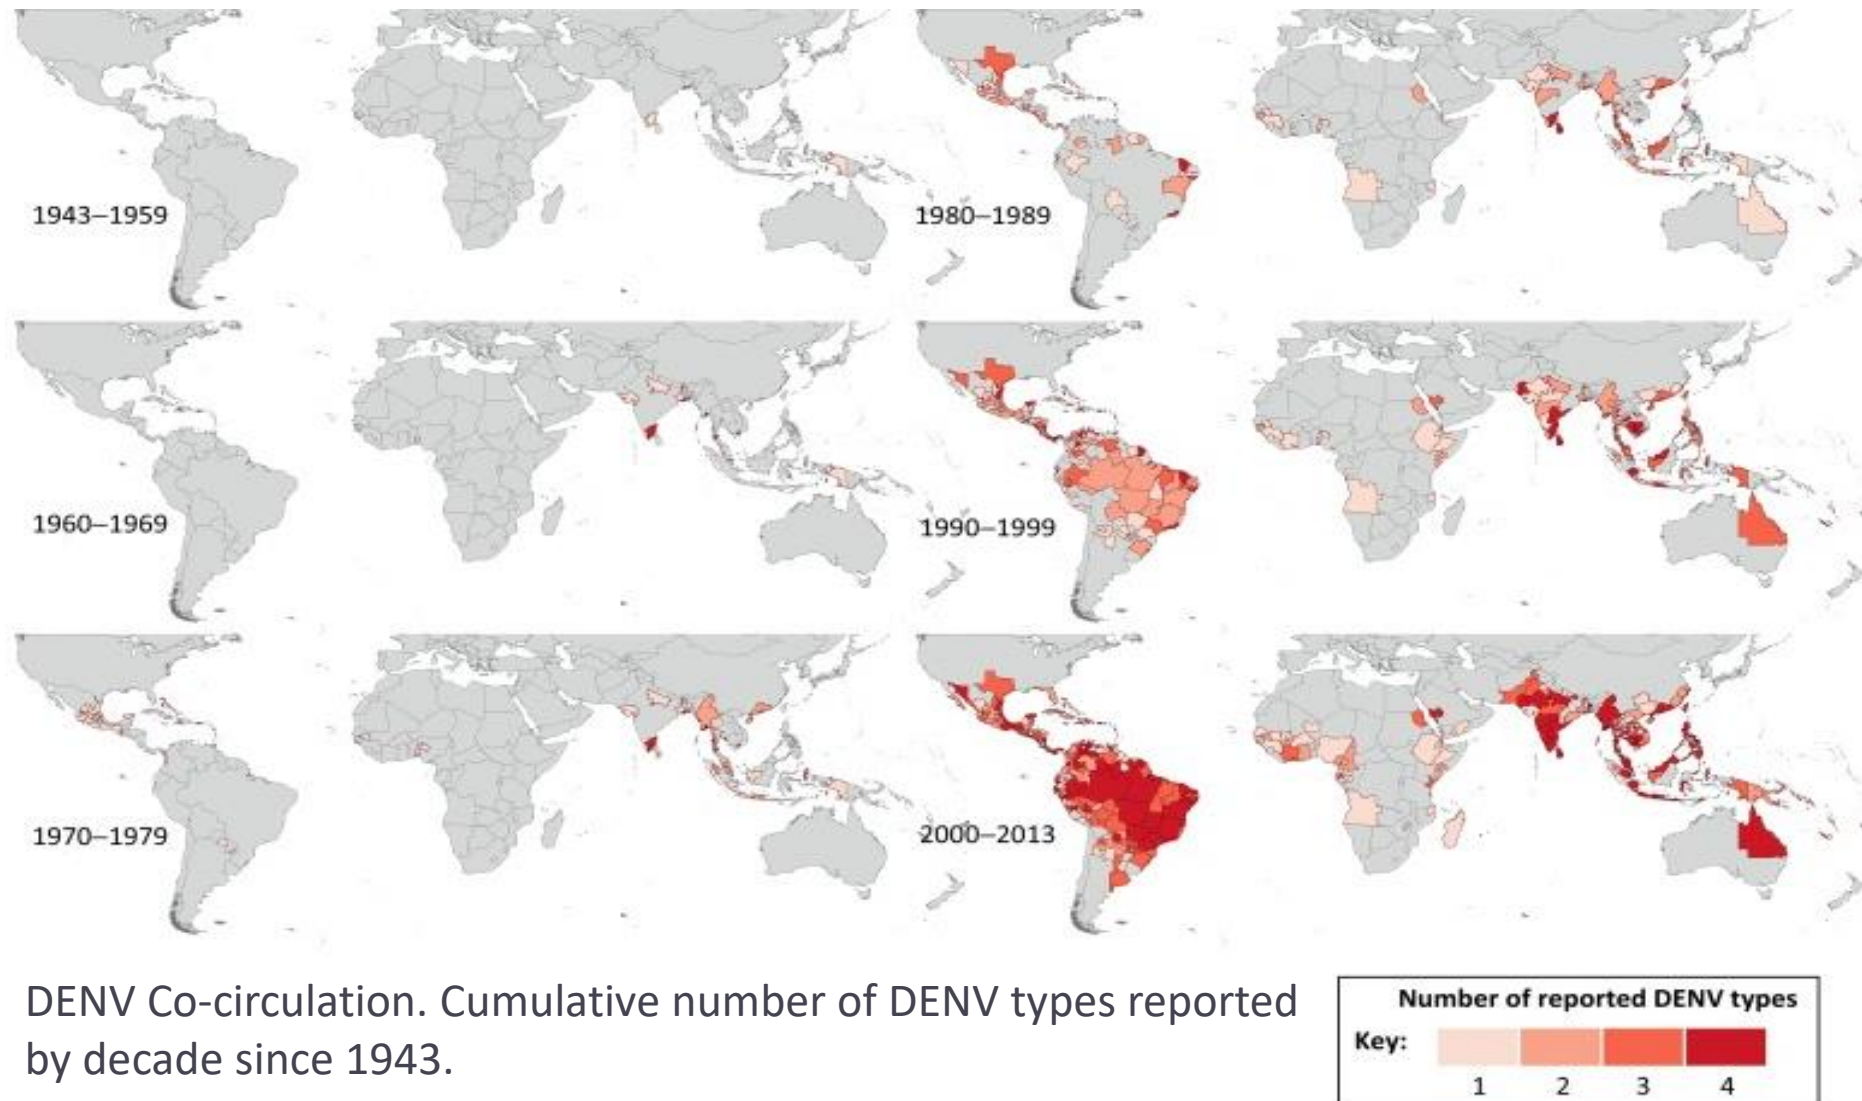 1943–1959
1980–1989
1960–1969
1990–1999
1970–1979
2000–2013
DENV Co-circulation. Cumulative number of DENV types reported
by decade since 1943.
Number of reported DENV types
Key:
1 2 3 4